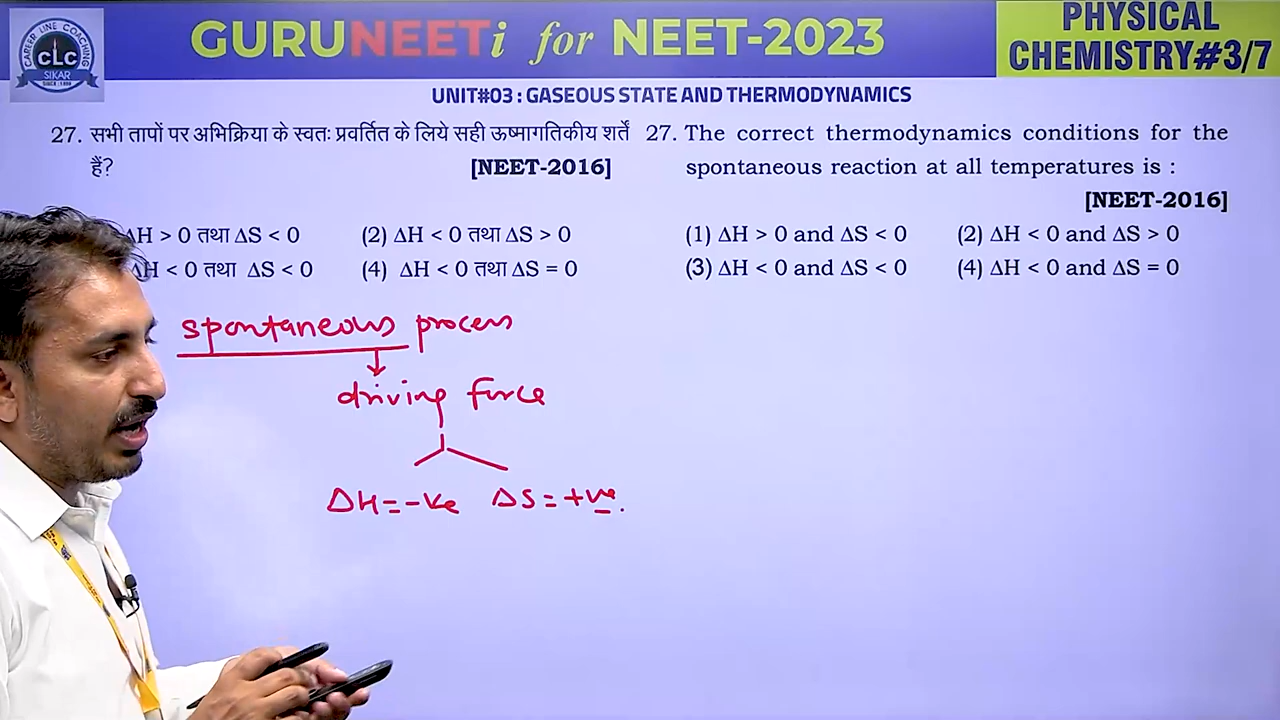 CAREER LINE COACHING
CLC
SIKAR
SINCE : 1996
GURUNEETi for NEET-2023
PHYSICAL
CHEMISTRY#3/7
UNIT#03 : GASEOUS STATE AND THERMODYNAMICS
27. सभी तापों पर अभिक्रिया के स्वतः प्रवर्तित के लिये सही ऊष्मागतिकीय शर्तें
हैं?
[NEET-2016]
ΔH > 0 तथा ΔS < 0
(2) ΔH < 0 तथा ΔS > 0
ΔH < 0 तथा ΔS < 0
(4) ΔH < 0 तथा ΔS = 0
27. The correct thermodynamics conditions for the
spontaneous reaction at all temperatures is :
[NEET-2016]
(1) ΔH > 0 and ΔS < 0
(2) ΔH < 0 and ΔS > 0
(3) ΔH < 0 and ΔS < 0
(4) ΔH < 0 and ΔS = 0
spontaneous process
driving force
ΔH = -ve ΔS = +ve.